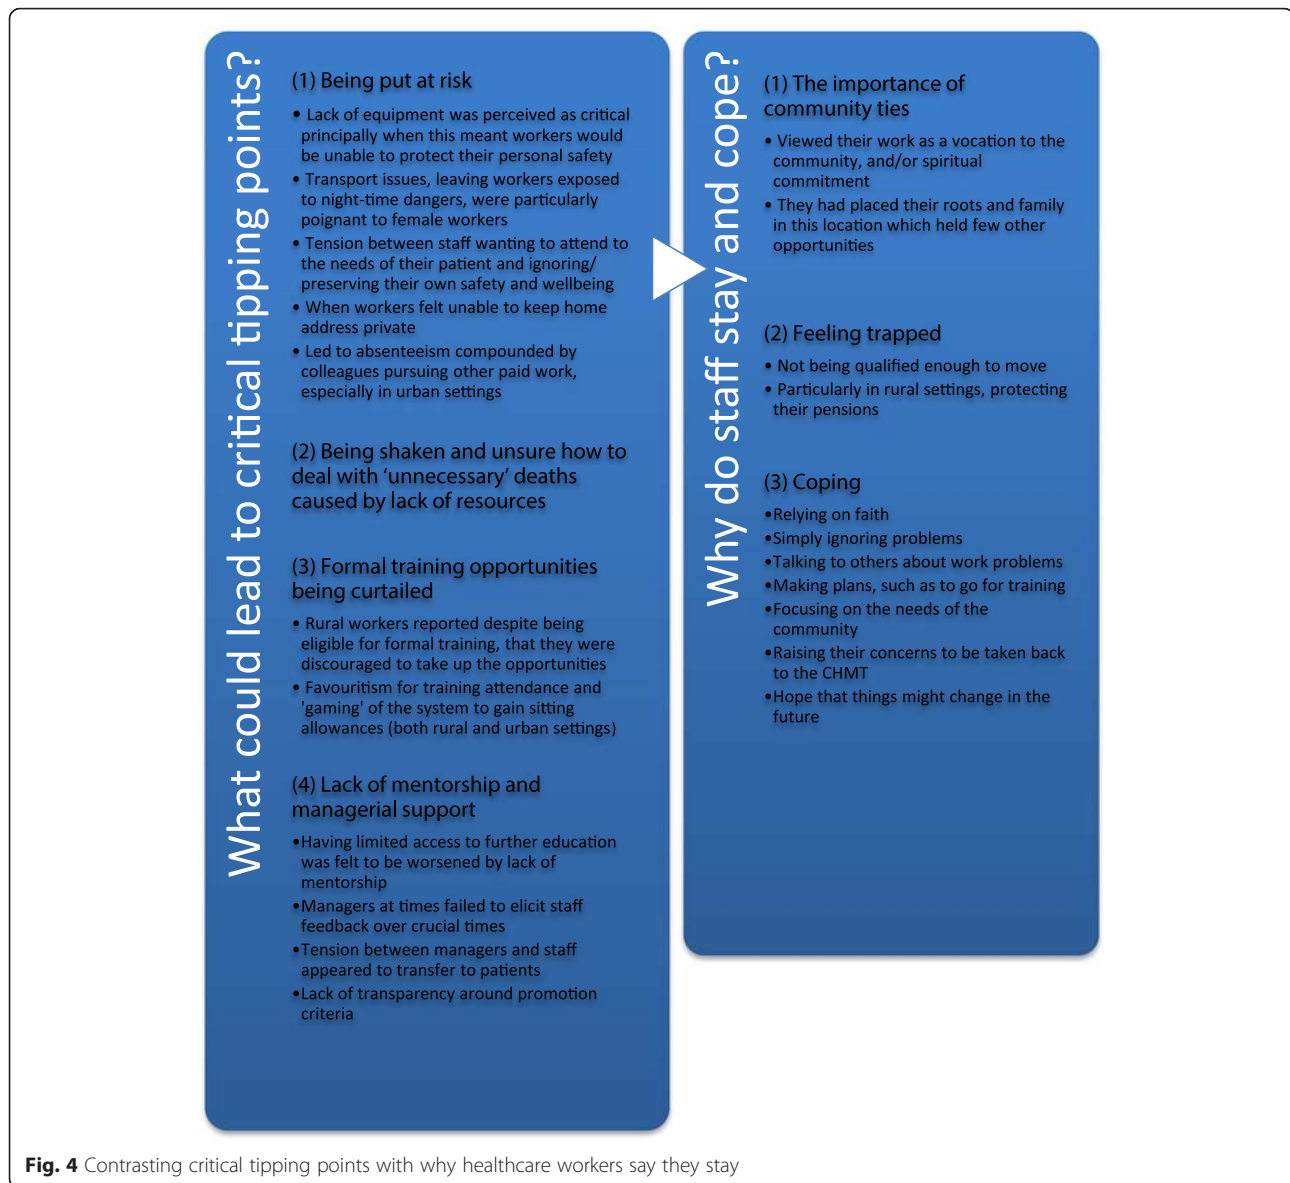 What could lead to critical tipping points?
(1) Being put at risk
• Lack of equipment was perceived as critical
principally when this meant workers would
be unable to protect their personal safety
• Transport issues, leaving workers exposed
to night-time dangers, were particularly
poignant to female workers
• Tension between staff wanting to attend to
the needs of their patient and ignoring/
preserving their own safety and wellbeing
• When workers felt unable to keep home
address private
• Led to absenteeism compounded by
colleagues pursuing other paid work,
especially in urban settings
(2) Being shaken and unsure how to
deal with ‘unnecessary’ deaths
caused by lack of resources
(3) Formal training opportunities
being curtailed
• Rural workers reported despite being
eligible for formal training, that they were
discouraged to take up the opportunities
• Favouritism for training attendance and
'gaming' of the system to gain sitting
allowances (both rural and urban settings)
(4) Lack of mentorship and
managerial support
•Having limited access to further education
was felt to be worsened by lack of
mentorship
•Managers at times failed to elicit staff
feedback over crucial times
•Tension between managers and staff
appeared to transfer to patients
•Lack of transparency around promotion
criteria
Why do staff stay and cope?
(1) The importance of
community ties
• Viewed their work as a vocation to the
community, and/or spiritual
commitment
• They had placed their roots and family
in this location which held few other
opportunities
(2) Feeling trapped
• Not being qualified enough to move
• Particularly in rural settings, protecting
their pensions
(3) Coping
•Relying on faith
•Simply ignoring problems
•Talking to others about work problems
•Making plans, such as to go for training
•Focusing on the needs of the
community
•Raising their concerns to be taken back
to the CHMT
•Hope that things might change in the
future
Fig. 4 Contrasting critical tipping points with why healthcare workers say they stay